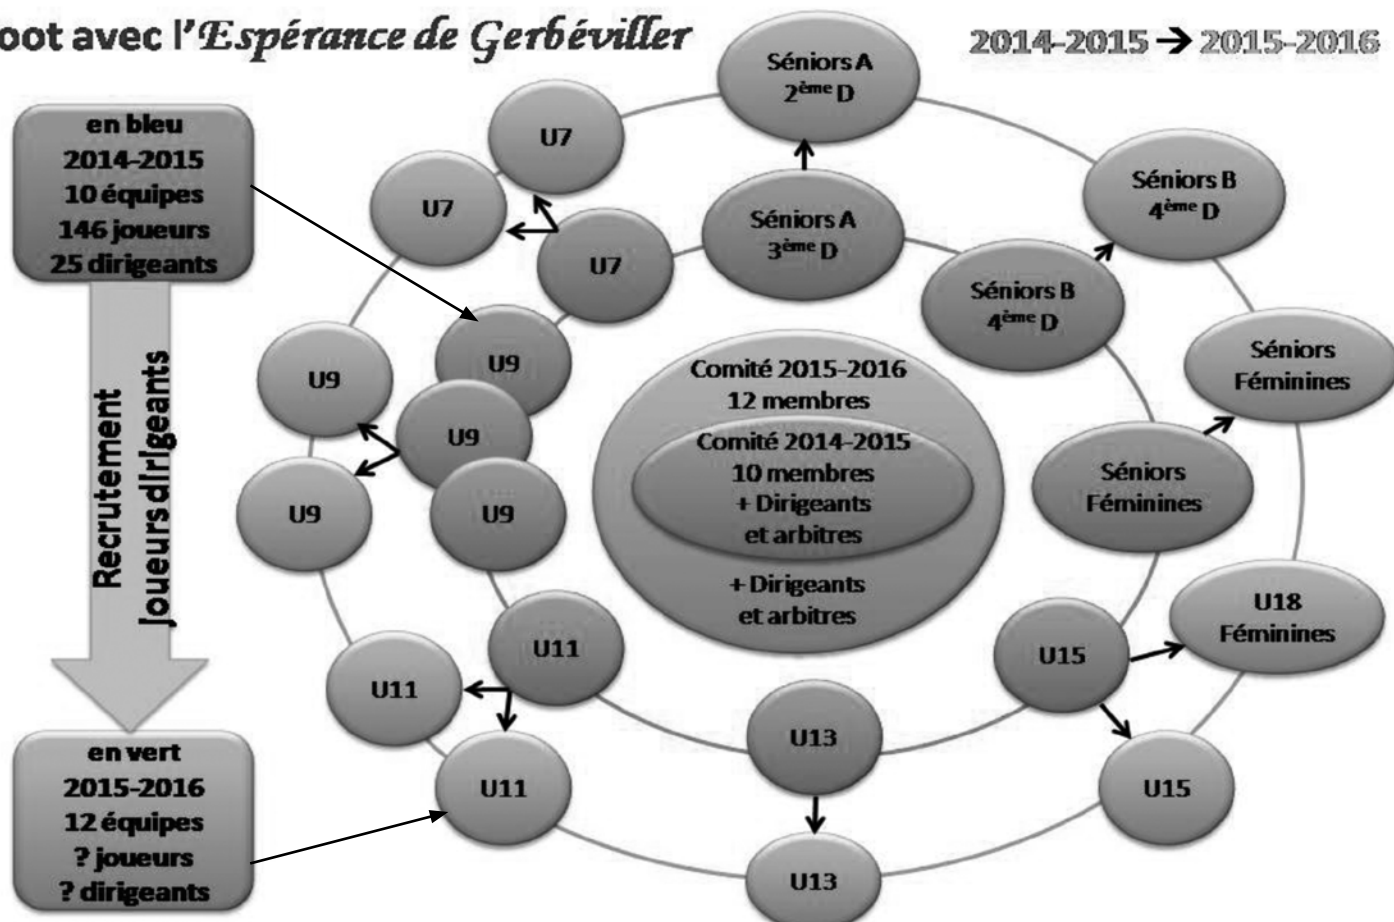 oot avec l'Espérance de Gerbéviller
2014-2015 → 2015-2016
en bleu
2014-2015
10 équipes
146 joueurs
25 dirigeants
Recrutement
Joueurs dirigeants
en vert
2015-2016
12 équipes
? joueurs
? dirigeants
Séniors A
2ème D
Séniors B
4ème D
Séniors
Féminines
U18
Féminines
U15
U13
U11
U11
U9
U9
U7
U7
Séniors A
3ème D
Séniors B
4ème D
Séniors
Féminines
U15
U13
U11
U9
U9
U9
U7
Comité 2015-2016
12 membres
Comité 2014-2015
10 membres
+ Dirigeants
et arbitres
+ Dirigeants
et arbitres